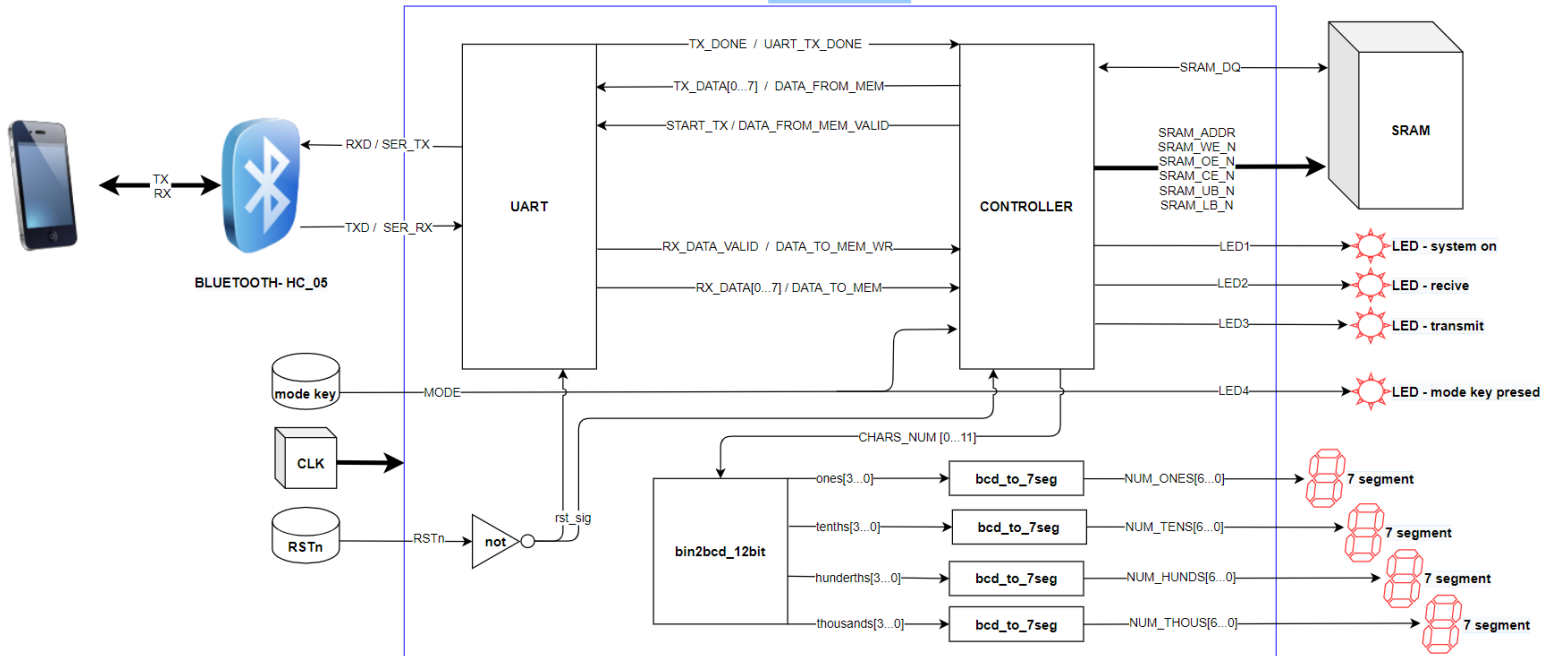 TX_DONE / UART_TX_DONE
TX_DATA[0...7] / DATA_FROM_MEM
START_TX / DATA_FROM_MEM_VALID
SRAM_DQ
SRAM
SRAM_ADDR
SRAM_WE_N
SRAM_OE_N
SRAM_CE_N
SRAM_UB_N
SRAM_LB_N
RXD / SER_TX
TX
RX
UART
CONTROLLER
TXD / SER_RX
RX_DATA_VALID / DATA_TO_MEM_WR
LED1
LED - system on
BLUETOOTH- HC_05
RX_DATA[0...7] / DATA_TO_MEM
LED2
LED - recive
LED3
LED - transmit
mode key
MODE
LED4
LED - mode key presed
CHARS_NUM [0...11]
CLK
ones[3...0]
bcd_to_7seg
NUM_ONES[6...0]
7 segment
rst_sig
RSTn
RSTn
not
bin2bcd_12bit
tenths[3...0]
bcd_to_7seg
NUM_TENS[6...0]
7 segment
hunderths[3...0]
bcd_to_7seg
NUM_HUNDS[6...0]
7 segment
thousands[3...0]
bcd_to_7seg
NUM_THOUS[6...0]
7 segment